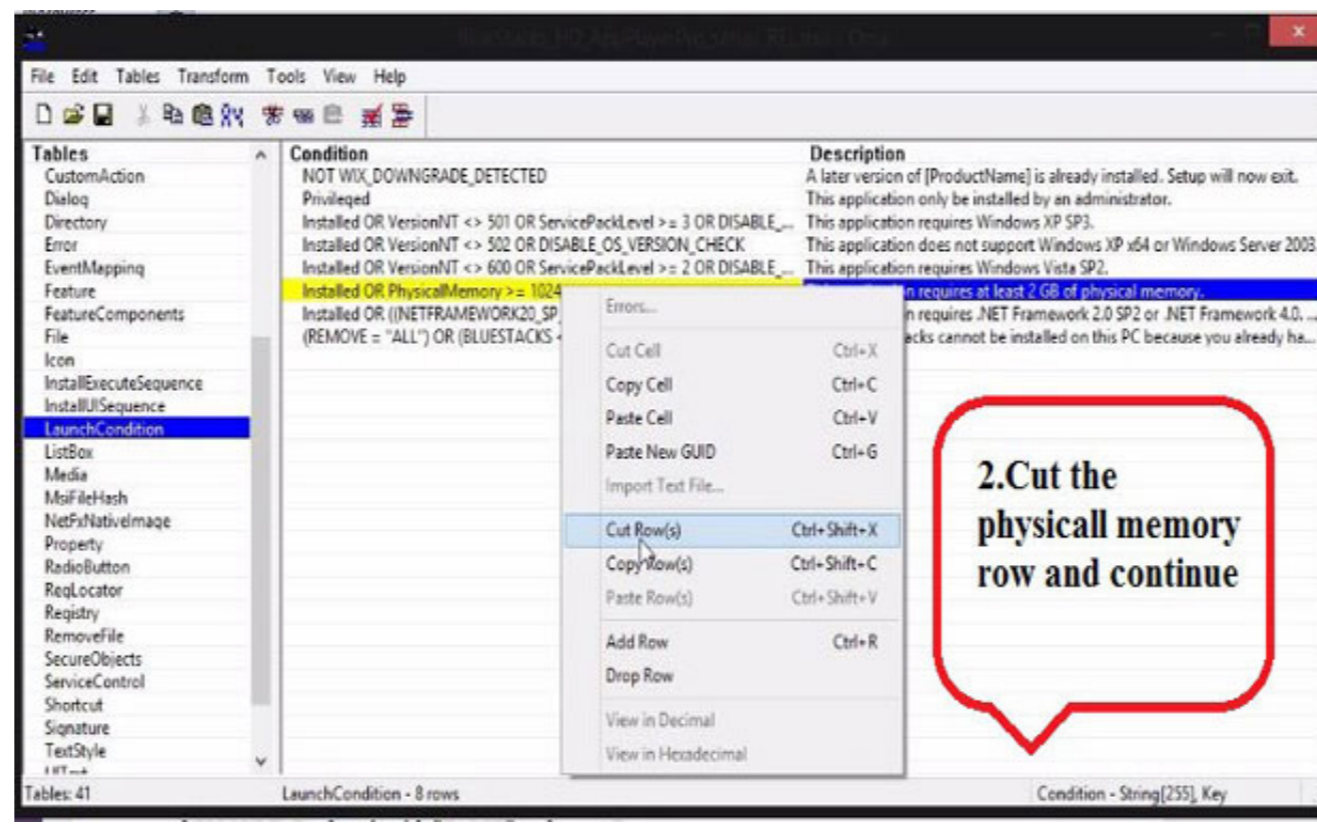 File Edit Tables Transform Tools View Help
Tables
CustomAction
Dialog
Directory
Error
EventMapping
Feature
FeatureComponents
File
Icon
InstallExecuteSequence
InstallUISequence
LaunchCondition
ListBox
Media
MsiFileHash
NetFxNativeImage
Property
RadioButton
RegLocator
Registry
RemoveFile
SecureObjects
ServiceControl
Shortcut
Signature
TextStyle
Condition Description
NOT WIX_DOWNGRADE_DETECTED A later version of [ProductName] is already installed. Setup will now exit.
Privileged This application only be installed by an administrator.
Installed OR VersionNT <> 501 OR ServicePackLevel >= 3 OR DISABLE_... This application requires Windows XP SP3.
Installed OR VersionNT <> 502 OR DISABLE_OS_VERSION_CHECK This application does not support Windows XP x64 or Windows Server 2003
Installed OR VersionNT <> 600 OR ServicePackLevel >= 2 OR DISABLE_... This application requires Windows Vista SP2.
Installed OR PhysicalMemory >= 1024 requires at least 2 GB of physical memory.
Installed OR ((NETFRAMEWORK20_SP_ n requires .NET Framework 2.0 SP2 or .NET Framework 4.0. ...
(REMOVE = "ALL") OR (BLUESTACKS acks cannot be installed on this PC because you already ha...
Errors...
Cut Cell Ctrl+X
Copy Cell Ctrl+C
Paste Cell Ctrl+V
Paste New GUID Ctrl+G
Import Text File...
Cut Row(s) Ctrl+Shift+X
Copy Row(s) Ctrl+Shift+C
Paste Row(s) Ctrl+Shift+V
Add Row Ctrl+R
Drop Row
View in Decimal
View in Hexadecimal
2.Cut the
physicall memory
row and continue
Tables: 41 LaunchCondition - 8 rows Condition - String[255], Key